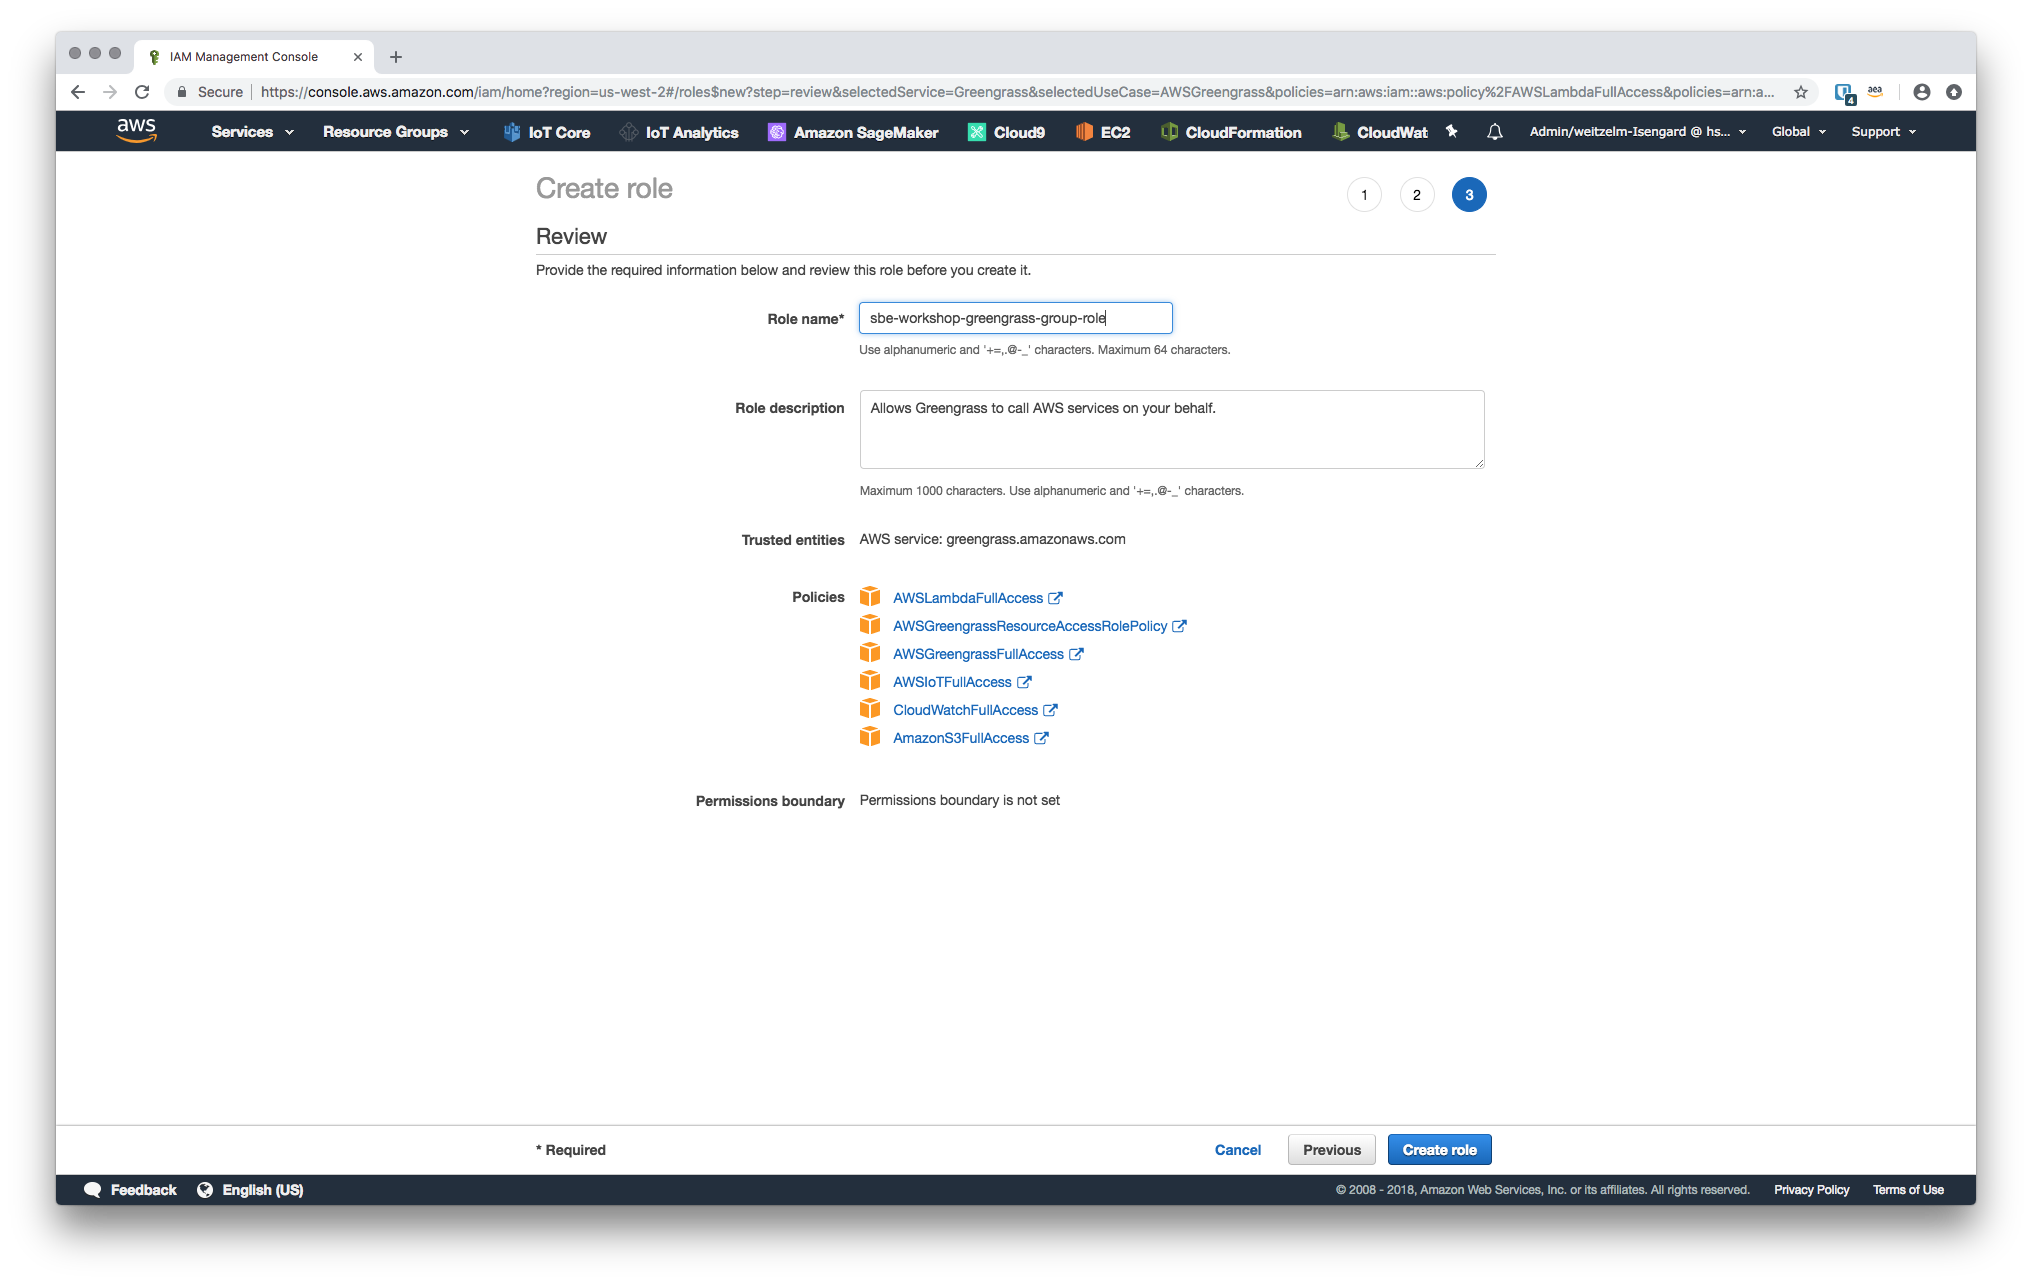 IAM Management Console
Secure
https://console.aws.amazon.com/iam/home?region=us-west-2#/roles$new?step=review&selectedService=Greengrass&selectedUseCase=AWSGreengrass&policies=arn:aws:iam::aws:policy%2FAWSLambdaFullAccess&policies=arn:a...
4
aea
aws
Services
Resource Groups
IoT Core
IoT Analytics
Amazon SageMaker
Cloud9
EC2
CloudFormation
CloudWat
Admin/weitzelm-Isengard @ hs...
Global
Support
Create role
1
2
3
Review
Provide the required information below and review this role before you create it.
Role name*
sbe-workshop-greengrass-group-role
Use alphanumeric and '+=,.@-_' characters. Maximum 64 characters.
Role description
Allows Greengrass to call AWS services on your behalf.
Maximum 1000 characters. Use alphanumeric and '+=,.@-_' characters.
Trusted entities
AWS service: greengrass.amazonaws.com
Policies
AWSLambdaFullAccess
AWSGreengrassResourceAccessRolePolicy
AWSGreengrassFullAccess
AWSIoTFullAccess
CloudWatchFullAccess
AmazonS3FullAccess
Permissions boundary
Permissions boundary is not set
* Required
Cancel
Previous
Create role
Feedback
English (US)
© 2008 - 2018, Amazon Web Services, Inc. or its affiliates. All rights reserved.
Privacy Policy
Terms of Use